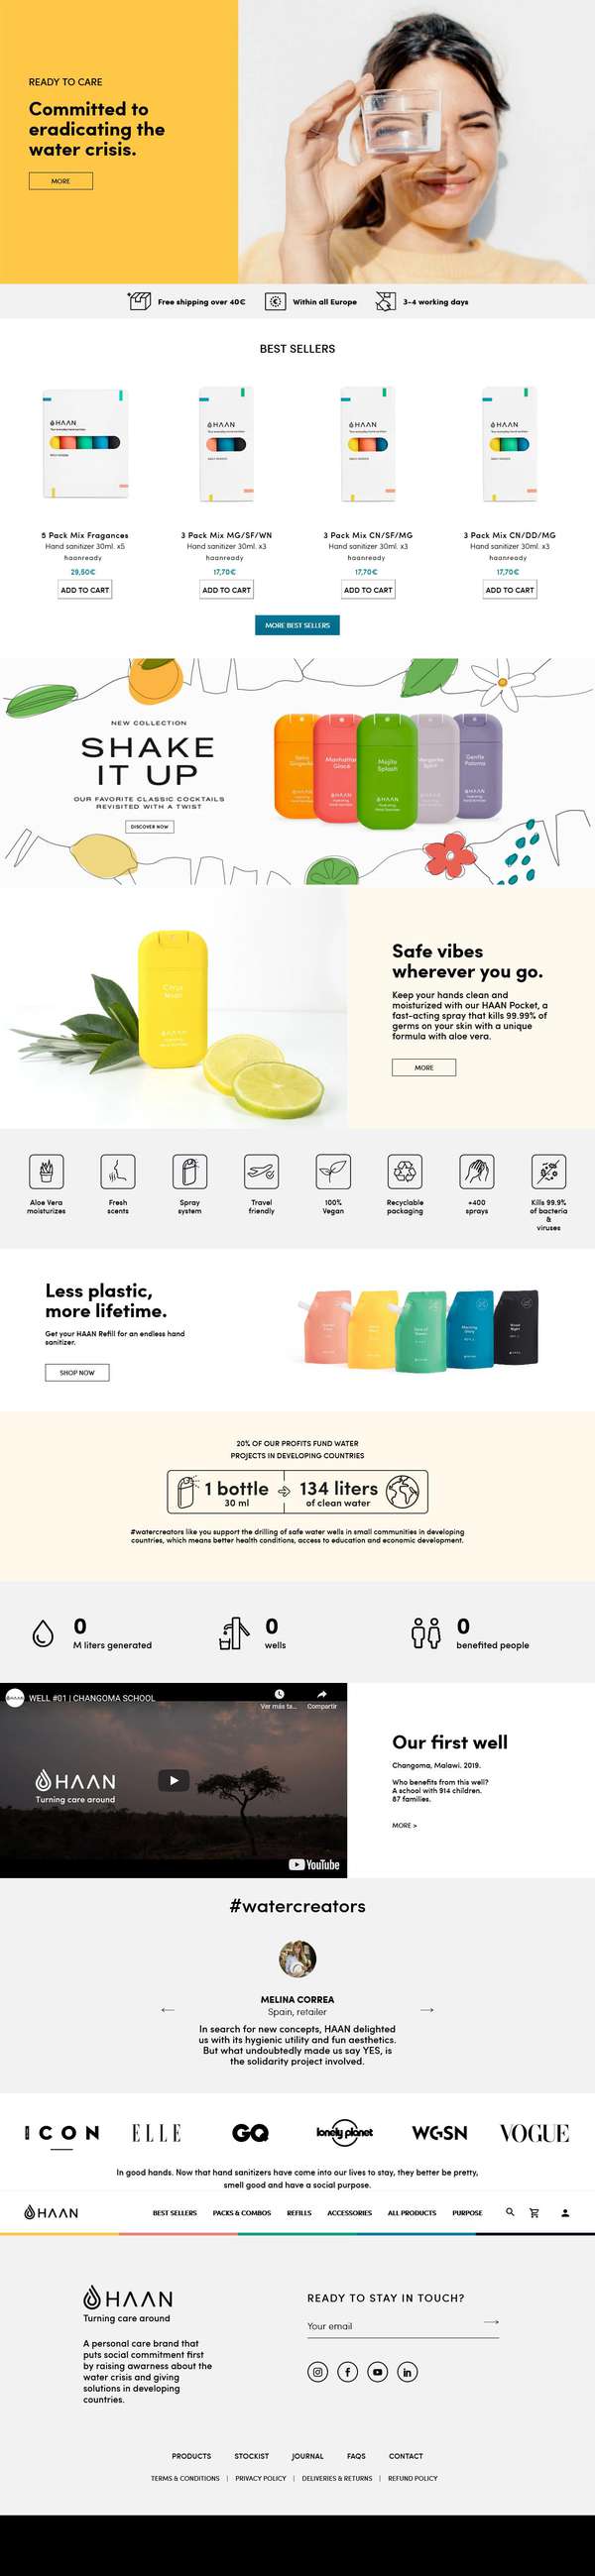 READY TO CARE
Committed to
eradicating the
water crisis.
MORE
Free shipping over 40€
Within all Europe
3-4 working days
BEST SELLERS
HAAN
HAAN
HAAN
HAAN
5 Pack Mix Fragances
Hand sanitizer 30ml. x5
haanready
29,50€
ADD TO CART
3 Pack Mix MG/SF/WN
Hand sanitizer 30ml. x3
haanready
17,70€
ADD TO CART
3 Pack Mix CN/SF/MG
Hand sanitizer 30ml. x3
haanready
17,70€
ADD TO CART
3 Pack Mix CN/DD/MG
Hand sanitizer 30ml. x3
haanready
17,70€
ADD TO CART
MORE BEST SELLERS
NEW COLLECTION
SHAKE
IT UP
OUR FAVORITE CLASSIC COCKTAILS
REVISITED WITH A TWIST
DISCOVER NOW
Mojito
Splash
Gentle
Paloma
HAAN
Safe vibes
wherever you go.
Keep your hands clean and
moisturized with our HAAN Pocket, a
fast-acting spray that kills 99.99% of
germs on your skin with a unique
formula with aloe vera.
MORE
Citrus
HAAN
Aloe Vera
moisturizes
Fresh
scents
Spray
system
Travel
friendly
100%
Vegan
Recyclable
packaging
+400
sprays
Kills 99.9%
of bacteria
&
viruses
Less plastic,
more lifetime.
Get your HAAN Refill for an endless hand
sanitizer.
SHOP NOW
20% OF OUR PROFITS FUND WATER
PROJECTS IN DEVELOPING COUNTRIES
1 bottle
30 ml
134 liters
of clean water
#watercreators like you support the drilling of safe water wells in small communities in developing
countries, which means better health conditions, access to education and economic development.
0
M liters generated
0
wells
0
benefited people
WELL #01 | CHANGOMA SCHOOL
Ver más ta...
Compartir
HAAN
Turning care around
YouTube
Our first well
Changoma, Malawi. 2019.
Who benefits from this well?
A school with 914 children.
87 families.
MORE >
#watercreators
MELINA CORREA
Spain, retailer
In search for new concepts, HAAN delighted
us with its hygienic utility and fun aesthetics.
But what undoubtedly made us say YES, is
the solidarity project involved.
ICON
ELLE
GQ
lonely planet
WGSN
VOGUE
In good hands. Now that hand sanitizers have come into our lives to stay, they better be pretty,
smell good and have a social purpose.
HAAN
BEST SELLERS
PACKS & COMBOS
REFILLS
ACCESSORIES
ALL PRODUCTS
PURPOSE
HAAN
Turning care around
A personal care brand that
puts social commitment first
by raising awarness about the
water crisis and giving
solutions in developing
countries.
READY TO STAY IN TOUCH?
Your email
PRODUCTS
STOCKIST
JOURNAL
FAQS
CONTACT
TERMS & CONDITIONS | PRIVACY POLICY | DELIVERIES & RETURNS | REFUND POLICY